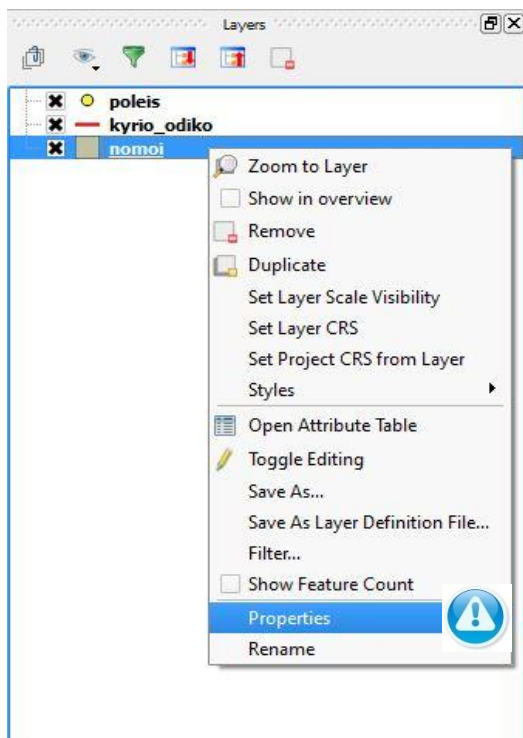 Layers
poleis
kyrio_odiko
nomoi
Zoom to Layer
Show in overview
Remove
Duplicate
Set Layer Scale Visibility
Set Layer CRS
Set Project CRS from Layer
Styles
Open Attribute Table
Toggle Editing
Save As...
Save As Layer Definition File...
Filter...
Show Feature Count
Properties
Rename